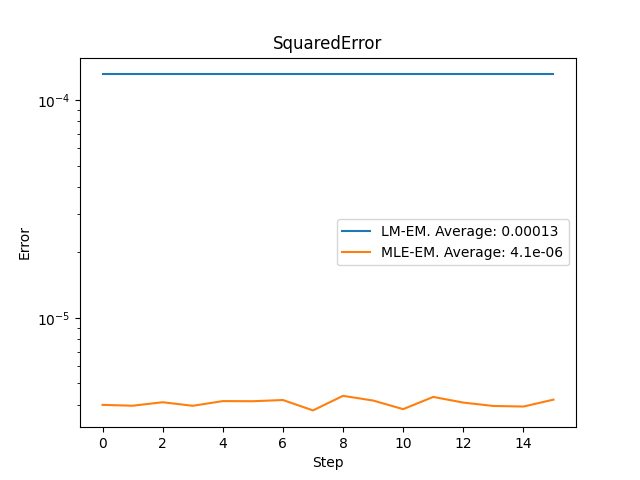 SquaredError
10⁻⁴
10⁻⁵
Error
LM-EM. Average: 0.00013
MLE-EM. Average: 4.1e-06
0 2 4 6 8 10 12 14
Step